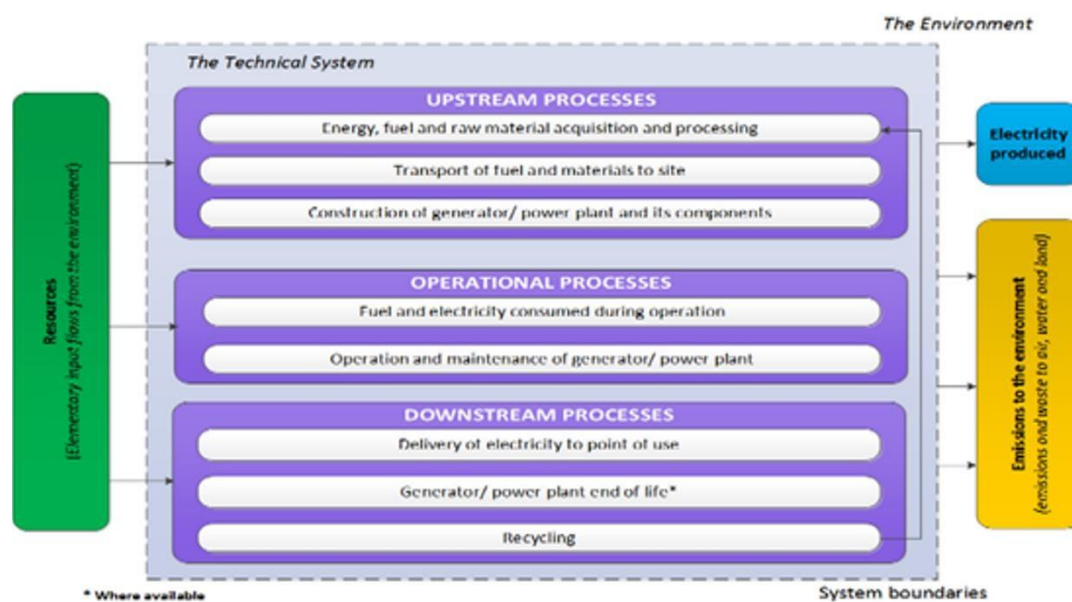 The Environment
The Technical System
UPSTREAM PROCESSES
Energy, fuel and raw material acquisition and processing
Transport of fuel and materials to site
Construction of generator/ power plant and its components
OPERATIONAL PROCESSES
Fuel and electricity consumed during operation
Operation and maintenance of generator/ power plant
DOWNSTREAM PROCESSES
Delivery of electricity to point of use
Generator/ power plant end of life*
Recycling
Resources
(Elementary input flows from the environment)
Electricity
produced
Emissions to the environment
(emissions and waste to air, water and land)
* Where available
System boundaries